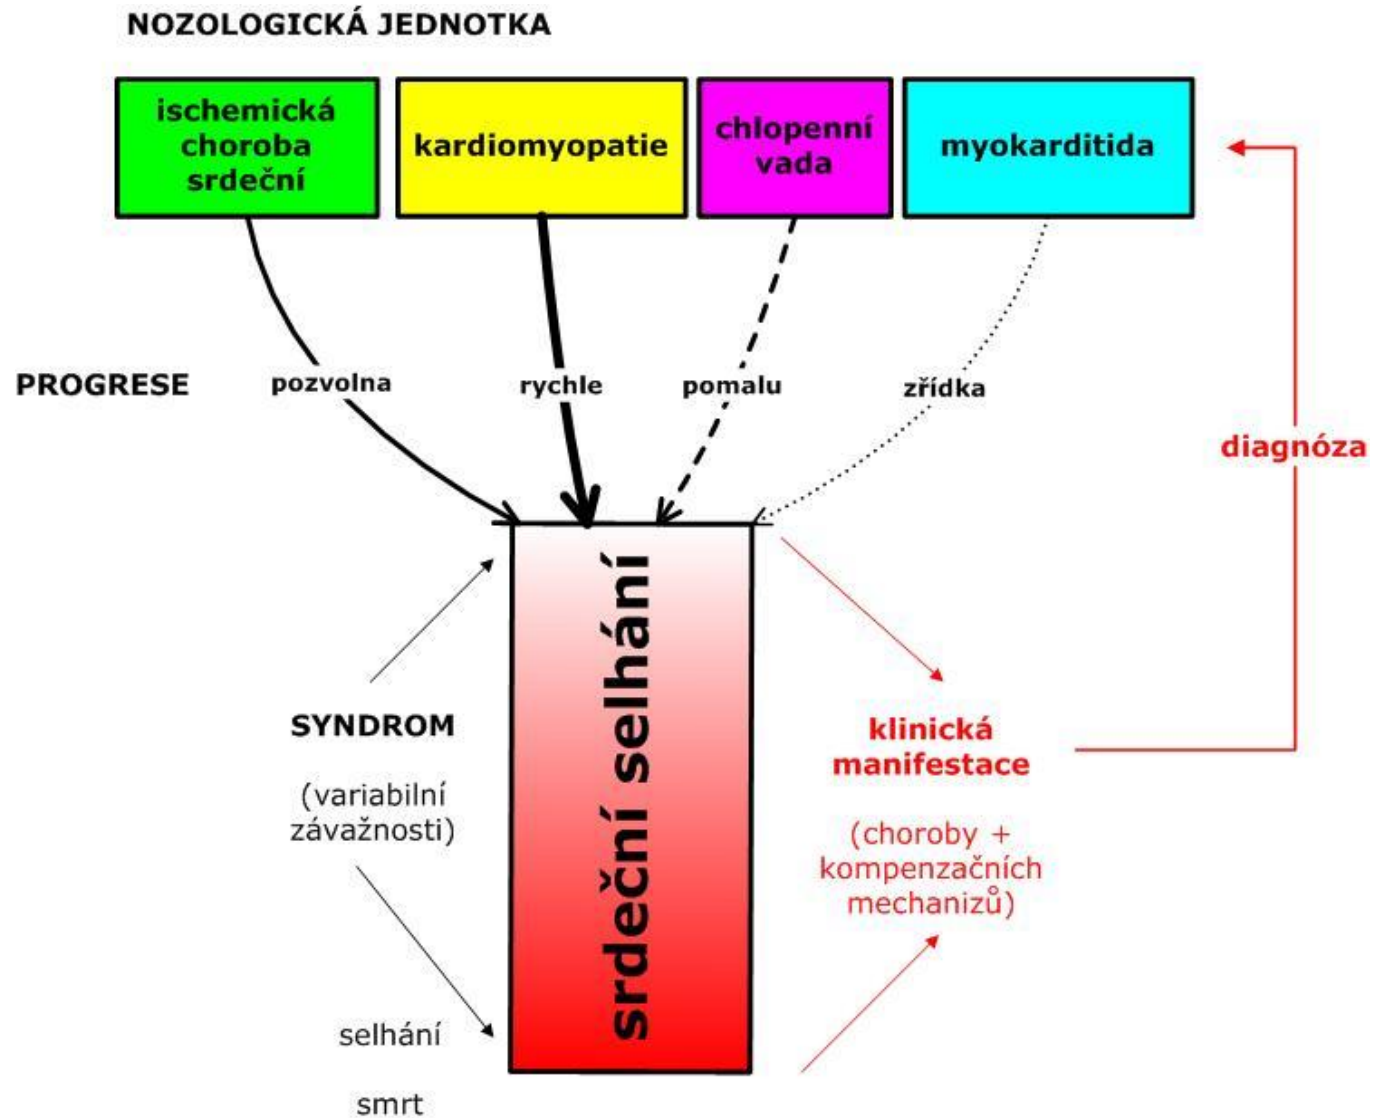 NOZOLOGICKÁ JEDNOTKA
ischemická
choroba
srdeční
kardiomyopatie
chlopenní
vada
myokarditida
PROGRESE
pozvolna
rychle
pomalu
zřídka
diagnóza
srdeční selhání
SYNDROM
(variabilní
závažnosti)
klinická
manifestace
(choroby +
kompenzačních
mechanizů)
selhání
smrt